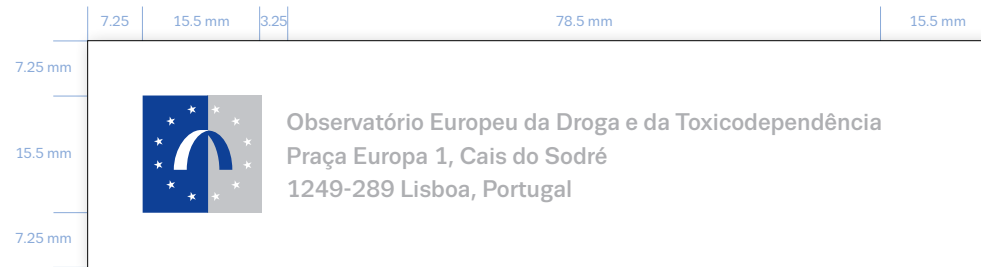 7.25 15.5 mm 3.25 78.5 mm 15.5 mm
7.25 mm
Observatório Europeu da Droga e da Toxicodependência
15.5 mm Praça Europa 1, Cais do Sodré
1249-289 Lisboa, Portugal
7.25 mm